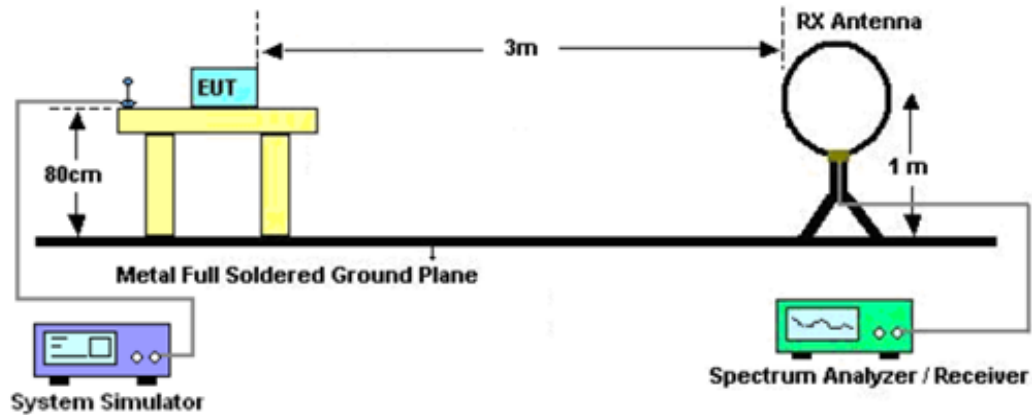 RX Antenna
3m
EUT
80cm
1 m
Metal Full Soldered Ground Plane
System Simulator
Spectrum Analyzer / Receiver